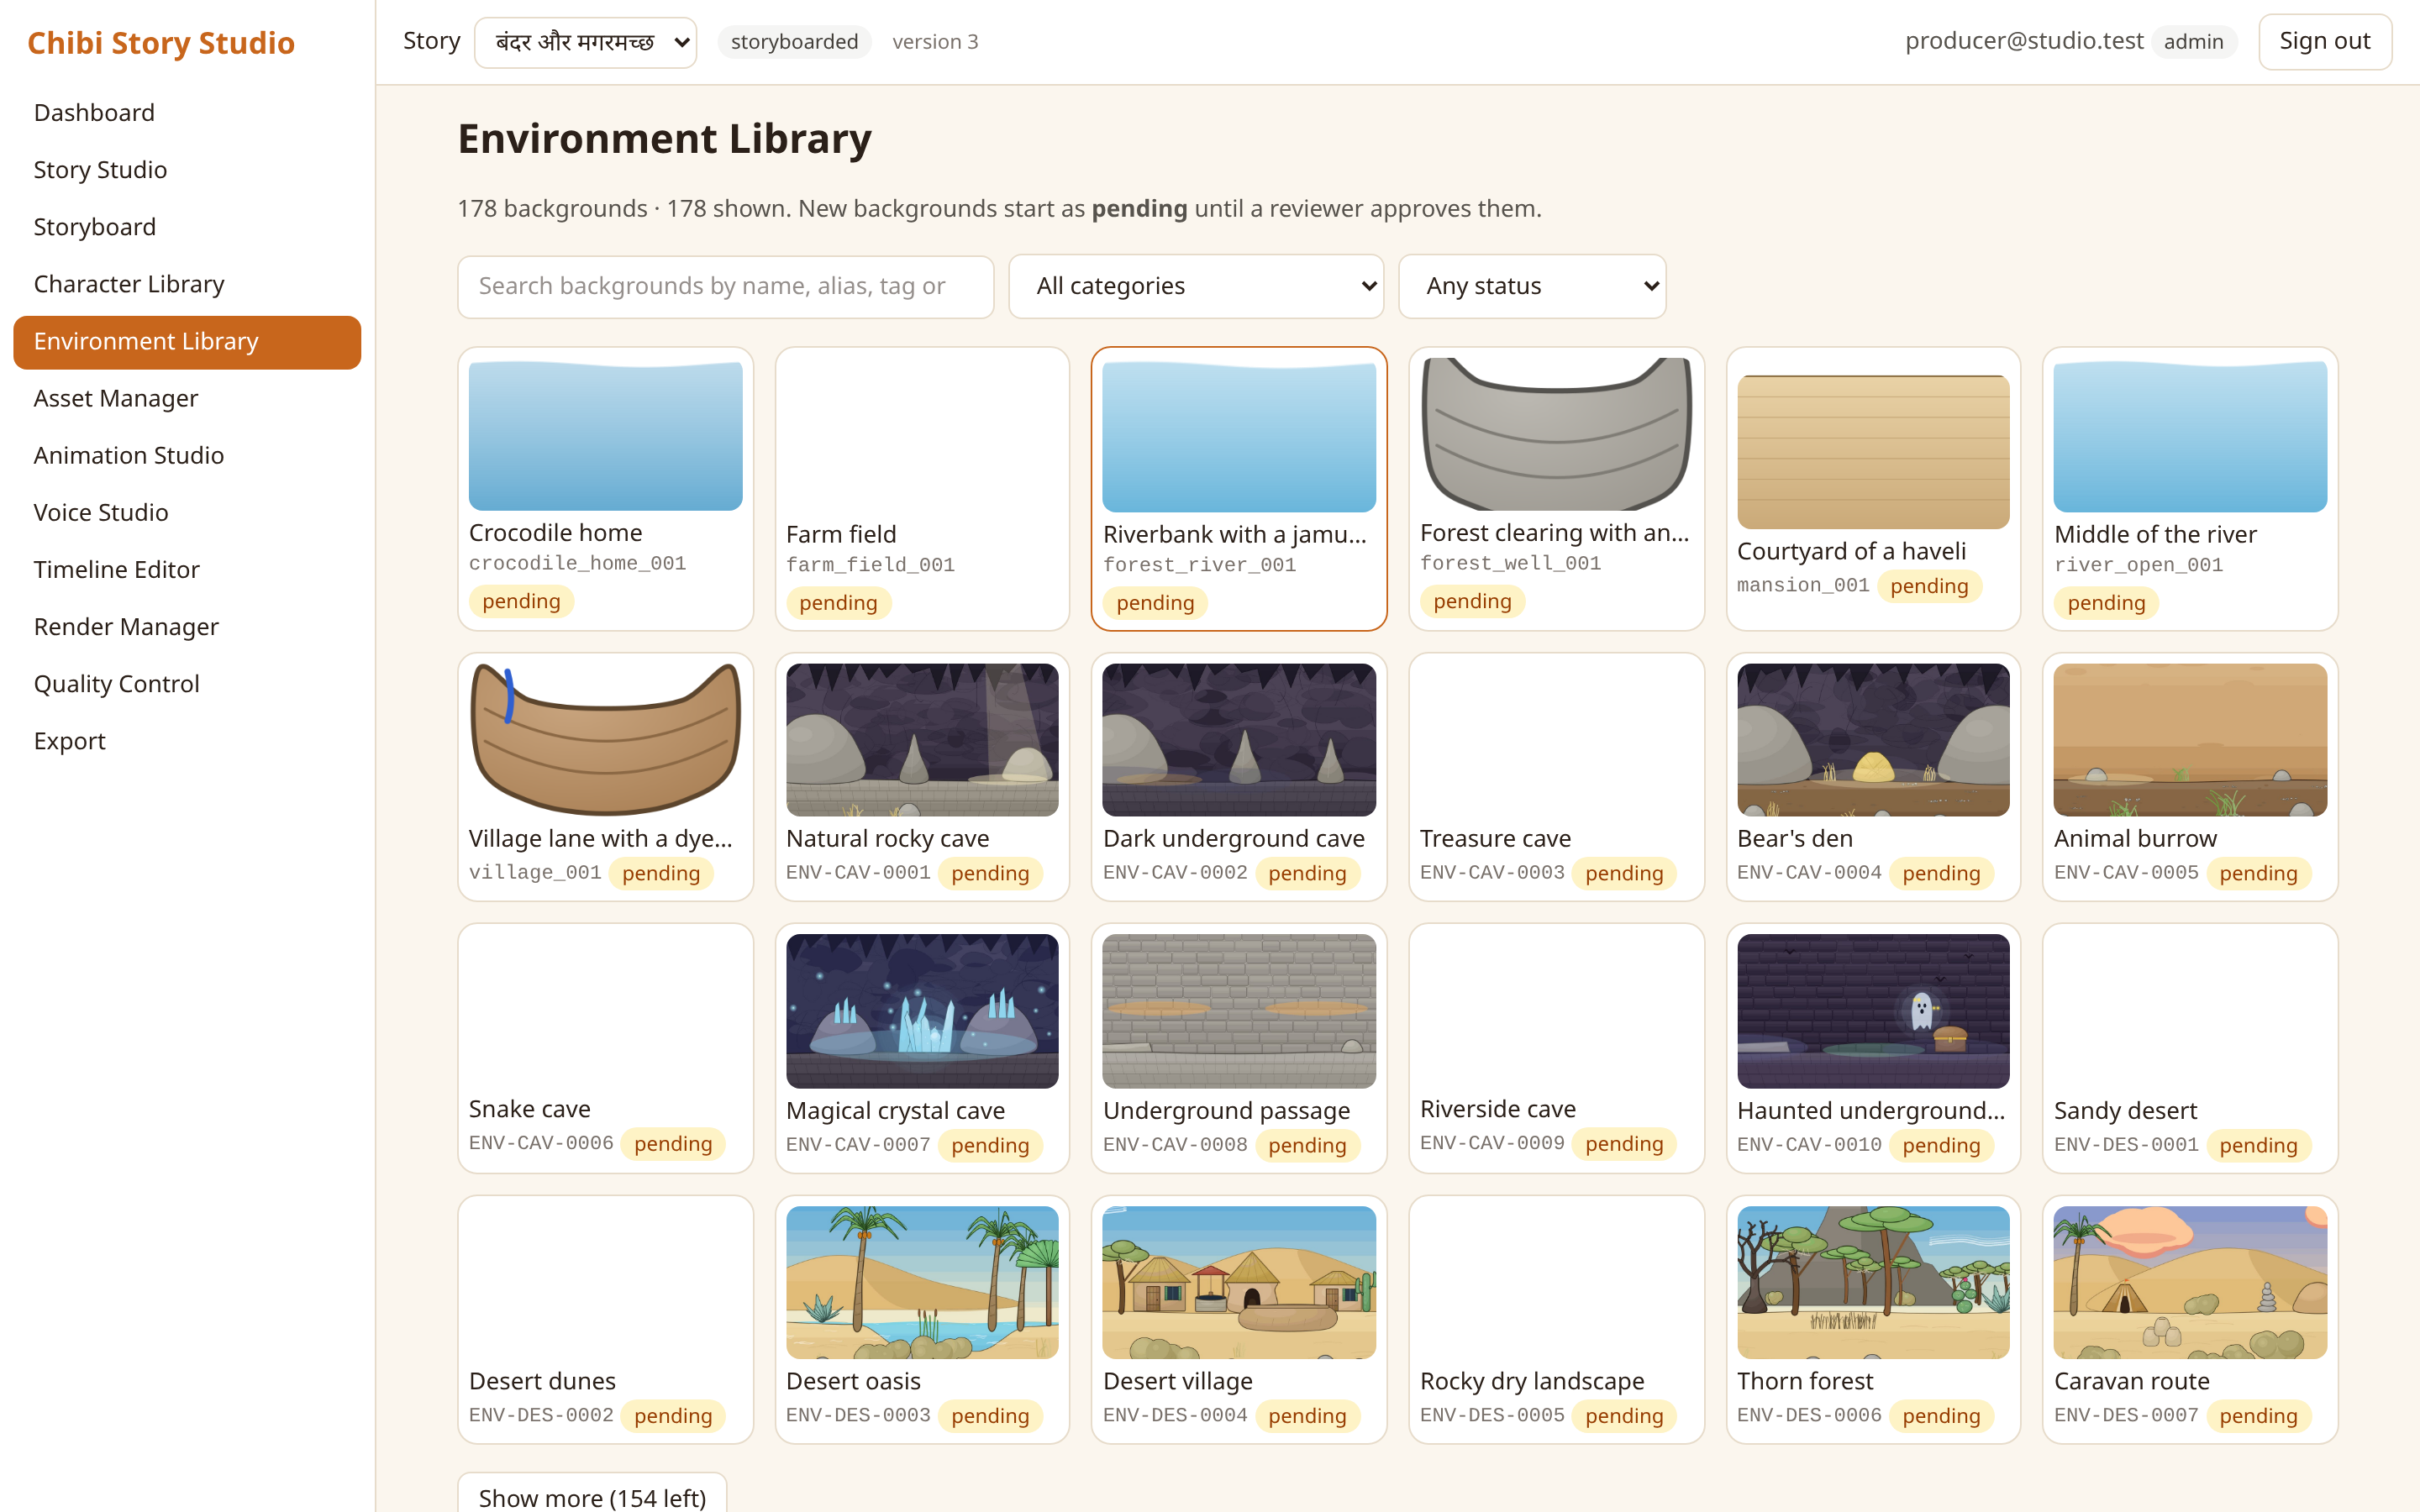 Chibi Story Studio
Dashboard
Story Studio
Storyboard
Character Library
Environment Library
Asset Manager
Animation Studio
Voice Studio
Timeline Editor
Render Manager
Quality Control
Export
Story बंदर और मगरमच्छ storyboarded version 3 producer@studio.test admin Sign out
Environment Library
178 backgrounds · 178 shown. New backgrounds start as pending until a reviewer approves them.
Search backgrounds by name, alias, tag or
All categories
Any status
Crocodile home
crocodile_home_001
pending
Farm field
farm_field_001
pending
Riverbank with a jamu...
forest_river_001
pending
Forest clearing with an...
forest_well_001
pending
Courtyard of a haveli
mansion_001 pending
Middle of the river
river_open_001
pending
Village lane with a dye...
village_001 pending
Natural rocky cave
ENV-CAV-0001 pending
Dark underground cave
ENV-CAV-0002 pending
Treasure cave
ENV-CAV-0003 pending
Bear's den
ENV-CAV-0004 pending
Animal burrow
ENV-CAV-0005 pending
Snake cave
ENV-CAV-0006 pending
Magical crystal cave
ENV-CAV-0007 pending
Underground passage
ENV-CAV-0008 pending
Riverside cave
ENV-CAV-0009 pending
Haunted underground...
ENV-CAV-0010 pending
Sandy desert
ENV-DES-0001 pending
Desert dunes
ENV-DES-0002 pending
Desert oasis
ENV-DES-0003 pending
Desert village
ENV-DES-0004 pending
Rocky dry landscape
ENV-DES-0005 pending
Thorn forest
ENV-DES-0006 pending
Caravan route
ENV-DES-0007 pending
Show more (154 left)